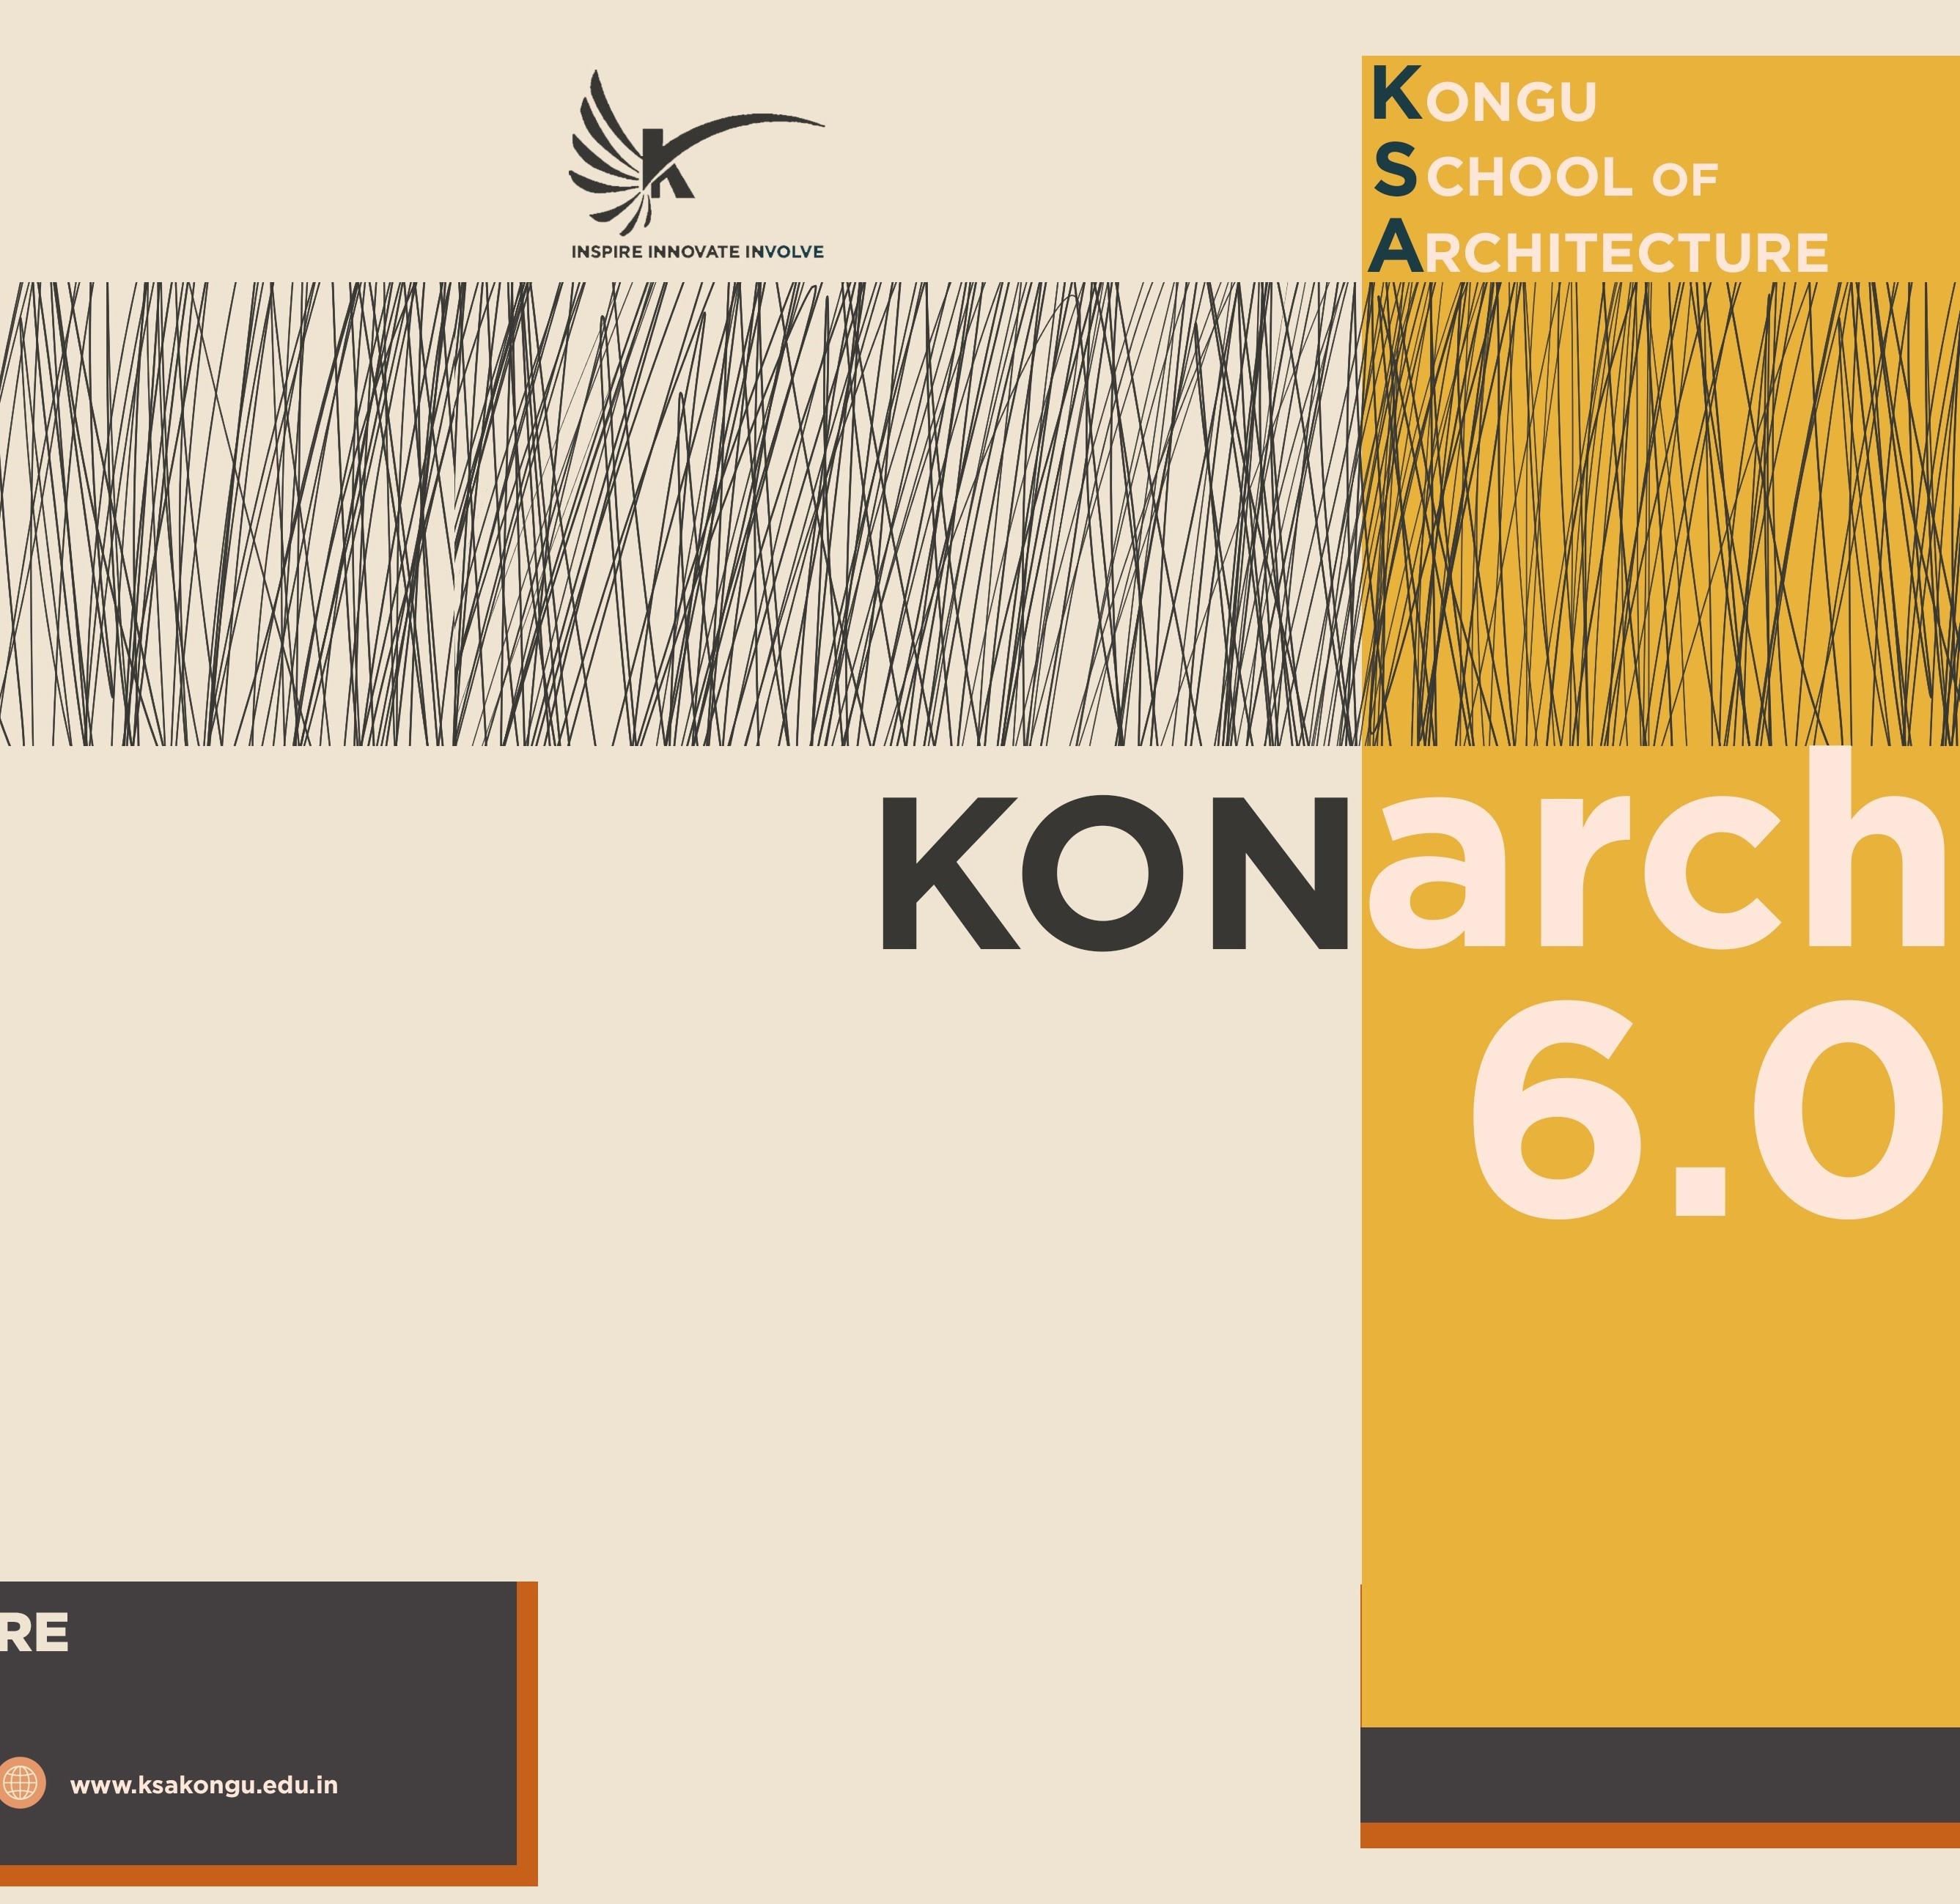 K
INSPIRE INNOVATE INVOLVE
KONGU
SCHOOL OF
ARCHITECTURE
KONarch
6.0
RE
www.ksakongu.edu.in